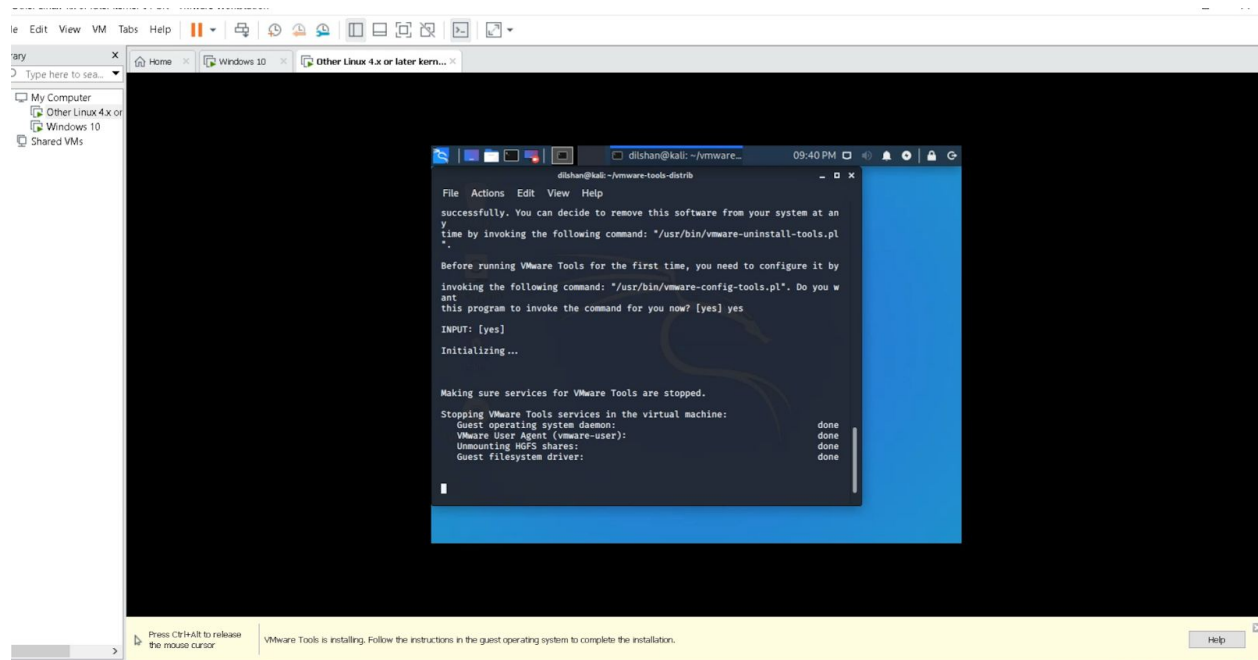 le Edit View VM Tabs Help
rary X
Type here to sea...
Home Windows 10 Other Linux 4.x or later kern...
My Computer
Other Linux 4.x or
Windows 10
Shared VMs
dilshan@kali: ~/vmware... 09:40 PM
dilshan@kali: ~/vmware-tools-distrib
File Actions Edit View Help
successfully. You can decide to remove this software from your system at an
y
time by invoking the following command: "/usr/bin/vmware-uninstall-tools.pl
".
Before running VMware Tools for the first time, you need to configure it by
invoking the following command: "/usr/bin/vmware-config-tools.pl". Do you w
ant
this program to invoke the command for you now? [yes] yes
INPUT: [yes]
Initializing...
Making sure services for VMware Tools are stopped.
Stopping VMware Tools services in the virtual machine:
Guest operating system daemon: done
VMware User Agent (vmware-user): done
Unmounting HGFS shares: done
Guest filesystem driver: done
Press Ctrl+Alt to release
the mouse cursor
VMware Tools is installing. Follow the instructions in the guest operating system to complete the installation.
Help